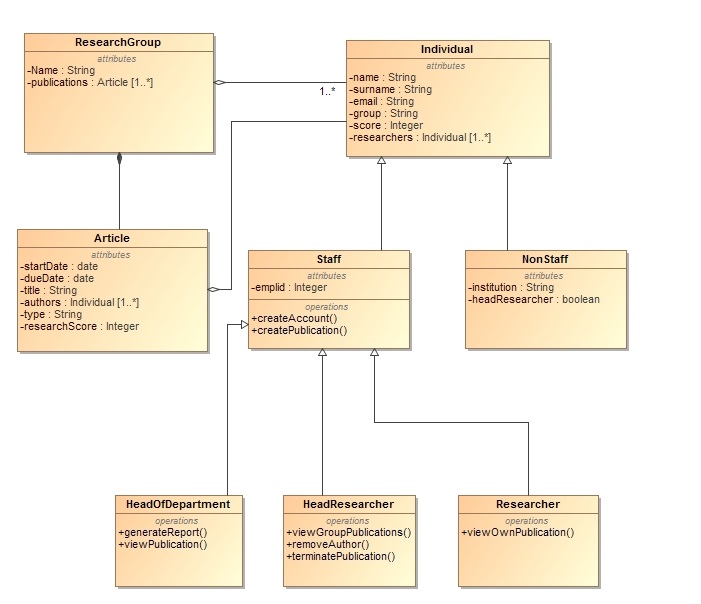 ResearchGroup
attributes
-Name : String
-publications : Article [1..*]
Individual
attributes
-name : String
-surname : String
-email : String
-group : String
-score : Integer
-researchers : Individual [1..*]
1..*
Article
attributes
-startDate : date
-dueDate : date
-title : String
-authors : Individual [1..*]
-type : String
-researchScore : Integer
Staff
attributes
-emplid : Integer
operations
+createAccount()
+createPublication()
NonStaff
attributes
-institution : String
-headResearcher : boolean
HeadOfDepartment
operations
+generateReport()
+viewPublication()
HeadResearcher
operations
+viewGroupPublications()
+removeAuthor()
+terminatePublication()
Researcher
operations
+viewOwnPublication()